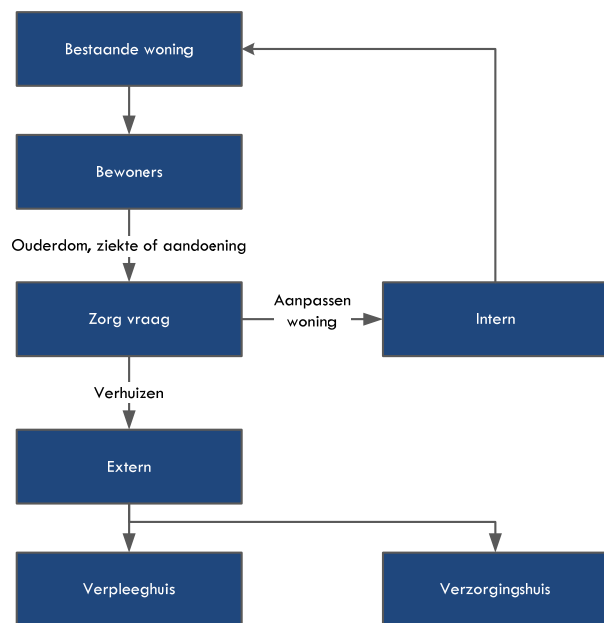 Bestaande woning
Bewoners
Ouderdom, ziekte of aandoening
Zorg vraag
Aanpassen
woning
Intern
Verhuizen
Extern
Verpleeghuis
Verzorgingshuis